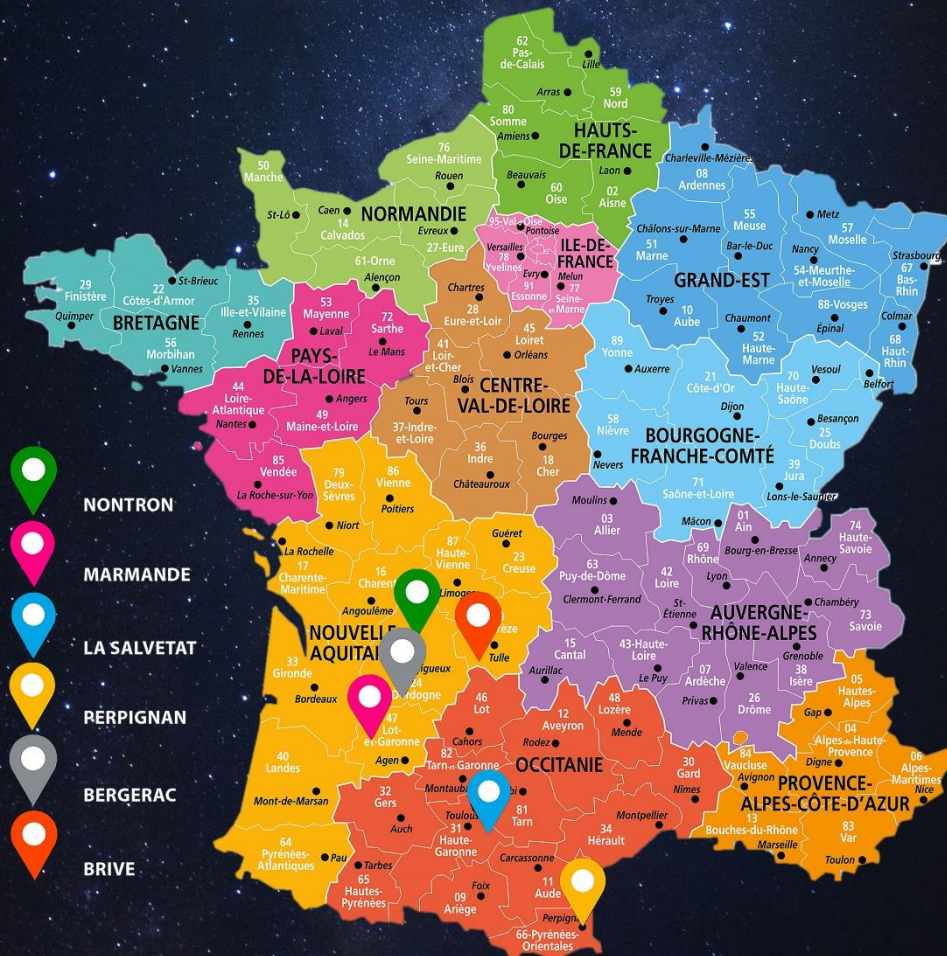 62
Pas-
de-Calais
Lille
Arras
59
Nord
80
Somme
Amiens
HAUTS-
DE-FRANCE
Beauvais
60
Oise
Laon
02
Aisne
50
Manche
76
Seine-Maritime
Rouen
St-Lô
Caen
14
Calvados
NORMANDIE
Evreux
27-Eure
61-Orne
Alençon
95-Val-d'Oise
Pontoise
Versailles
78
Yvelines
ILE-DE-
FRANCE
Evry
91
Essonne
Melun
77
Seine-
et-Marne
Charleville-Mézières
08
Ardennes
Châlons-sur-Marne
51
Marne
55
Meuse
Bar-le-Duc
Metz
57
Moselle
Nancy
54-Meurthe-
et-Moselle
Strasbourg
67
Bas-
Rhin
GRAND-EST
Troyes
10
Aube
Chaumont
52
Haute-
Marne
88-Vosges
Épinal
Colmar
68
Haut-
Rhin
29
Finistère
Quimper
22
Côtes-d'Armor
St-Brieuc
35
Ille-et-Vilaine
Rennes
BRETAGNE
56
Morbihan
Vannes
53
Mayenne
Laval
72
Sarthe
Le Mans
PAYS-
DE-LA-LOIRE
44
Loire-
Atlantique
Nantes
Angers
49
Maine-et-Loire
85
Vendée
La Roche-sur-Yon
Chartres
28
Eure-et-Loir
41
Loir-
et-Cher
45
Loiret
Orléans
Blois
CENTRE-
VAL-DE-LOIRE
Tours
37-Indre-
et-Loire
36
Indre
Châteauroux
Bourges
18
Cher
89
Yonne
Auxerre
21
Côte-d'Or
Dijon
70
Haute-
Saône
Vesoul
Belfort
58
Nièvre
Nevers
BOURGOGNE-
FRANCHE-COMTÉ
Besançon
25
Doubs
39
Jura
Lons-le-Saunier
71
Saône-et-Loire
Mâcon
79
Deux-
Sèvres
Niort
86
Vienne
Poitiers
La Rochelle
17
Charente-
Maritime
16
Angoulême
87
Haute-
Vienne
Guéret
23
Creuse
NOUVELLE
Tulle
24
33
Gironde
Bordeaux
47
Lot-
et-Garonne
Agen
40
Landes
Mont-de-Marsan
64
Pyrénées-
Atlantiques
Pau
Moulins
03
Allier
63
Puy-de-Dôme
Clermont-Ferrand
42
Loire
St-
Étienne
69
Rhône
Lyon
01
Ain
Bourg-en-Bresse
74
Haute-
Savoie
Annecy
Chambéry
73
Savoie
AUVERGNE-
RHÔNE-ALPES
15
Cantal
Aurillac
43-Haute-
Loire
Le Puy
07
Ardèche
Privas
Valence
26
Drôme
Grenoble
38
Isère
46
Lot
Cahors
12
Aveyron
Rodez
48
Lozère
Mende
82
Tarn-et-Garonne
OCCITANIE
30
Gard
Nîmes
32
Gers
Auch
31
Haute-
Garonne
81
Tarn
34
Hérault
Montpellier
65
Hautes-
Pyrénées
Tarbes
Foix
09
Ariège
Carcassonne
11
Aude
66-Pyrénées-
Orientales
05
Hautes-
Alpes
Gap
04
Alpes-de-Haute-
Provence
Digne
84
Vaucluse
Avignon
06
Alpes-
Maritimes
Nice
PROVENCE-
ALPES-CÔTE-D'AZUR
13
Bouches-du-Rhône
Marseille
83
Var
Toulon
NONTRON
MARMANDE
LA SALVETAT
PERPIGNAN
BERGERAC
BRIVE